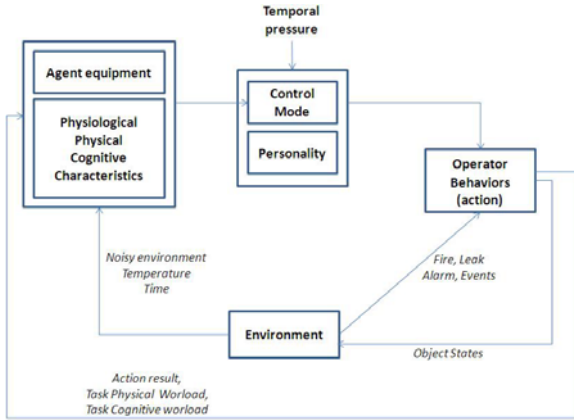 Temporal
pressure
Agent equipment
Physiological
Physical
Cognitive
Characteristics
Control
Mode
Personality
Operator
Behaviors
(action)
Noisy environment
Temperature
Time
Fire, Leak
Alarm, Events
Environment
Object States
Action result,
Task Physical Worload,
Task Cognitive worload